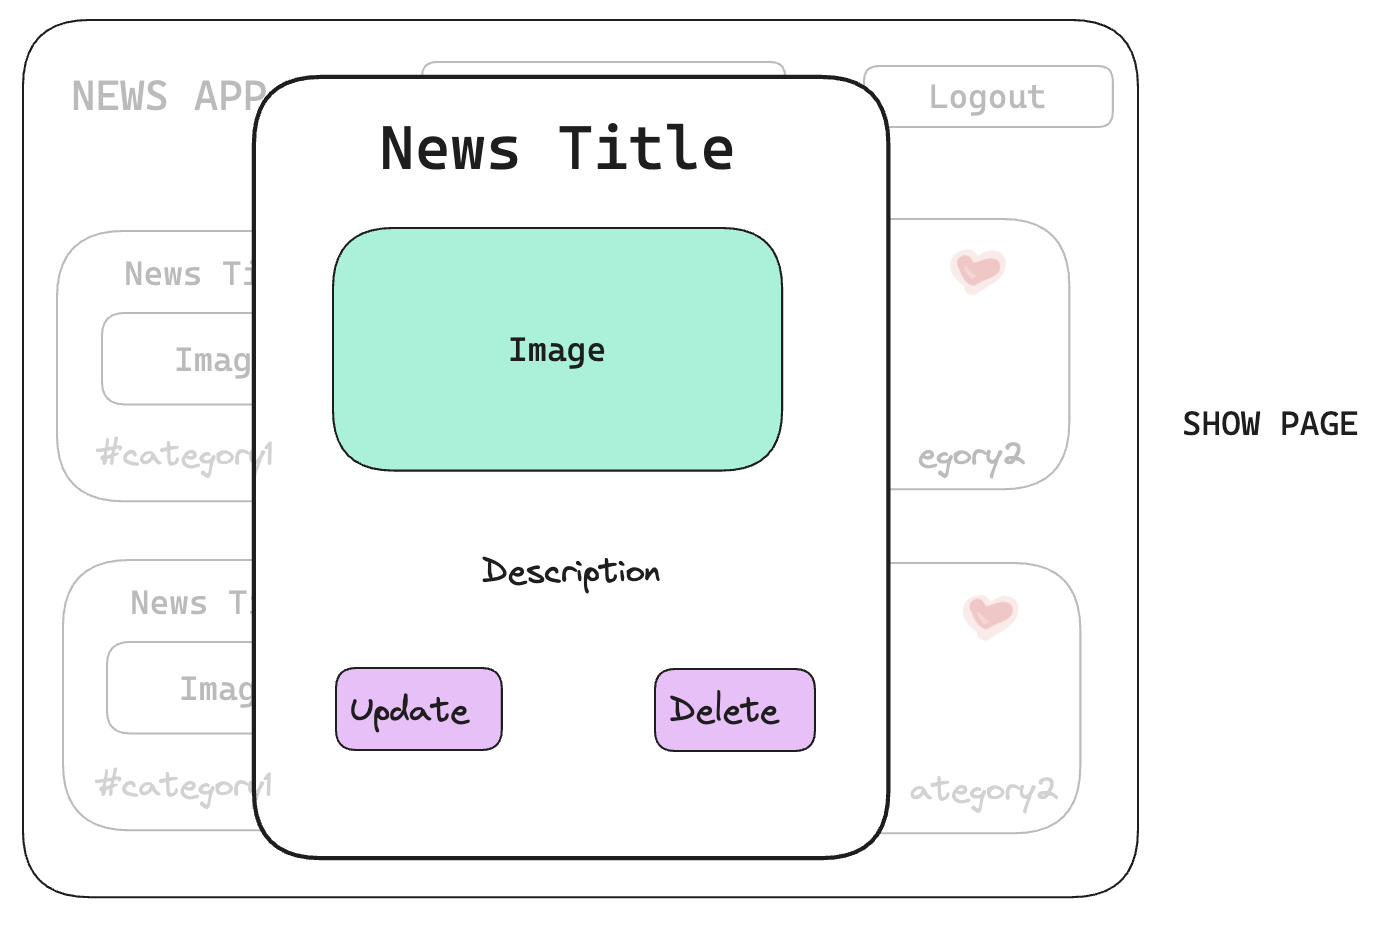 NEWS APP
Logout
News Title
News Ti
Image
Imag
#category1
egory2
SHOW PAGE
Description
News T
Imag
Update
Delete
#category1
ategory2